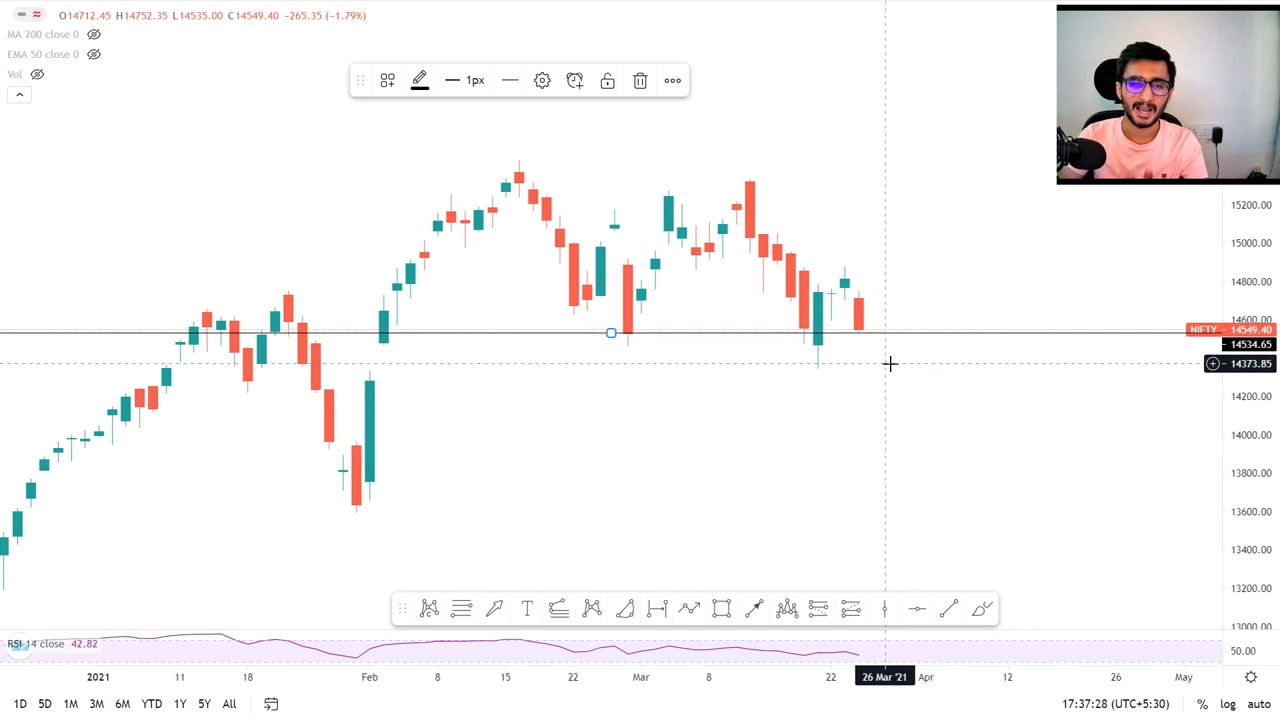 O14712.45 H14752.35 L14535.00 C14549.40 -265.35 (-1.79%)
MA 200 close 0
EMA 50 close 0
Vol
1px
15200.00
15000.00
14800.00
14600.00
NIFTY 14549.40
14534.65
14373.85
14200.00
14000.00
13800.00
13600.00
13400.00
13200.00
13000.00
RSI 14 close 42.82
50.00
2021 11 18 Feb 8 15 22 Mar 8 22 26 Mar '21 Apr 12 26 May
1D 5D 1M 3M 6M YTD 1Y 5Y All
17:37:28 (UTC+5:30) % log auto